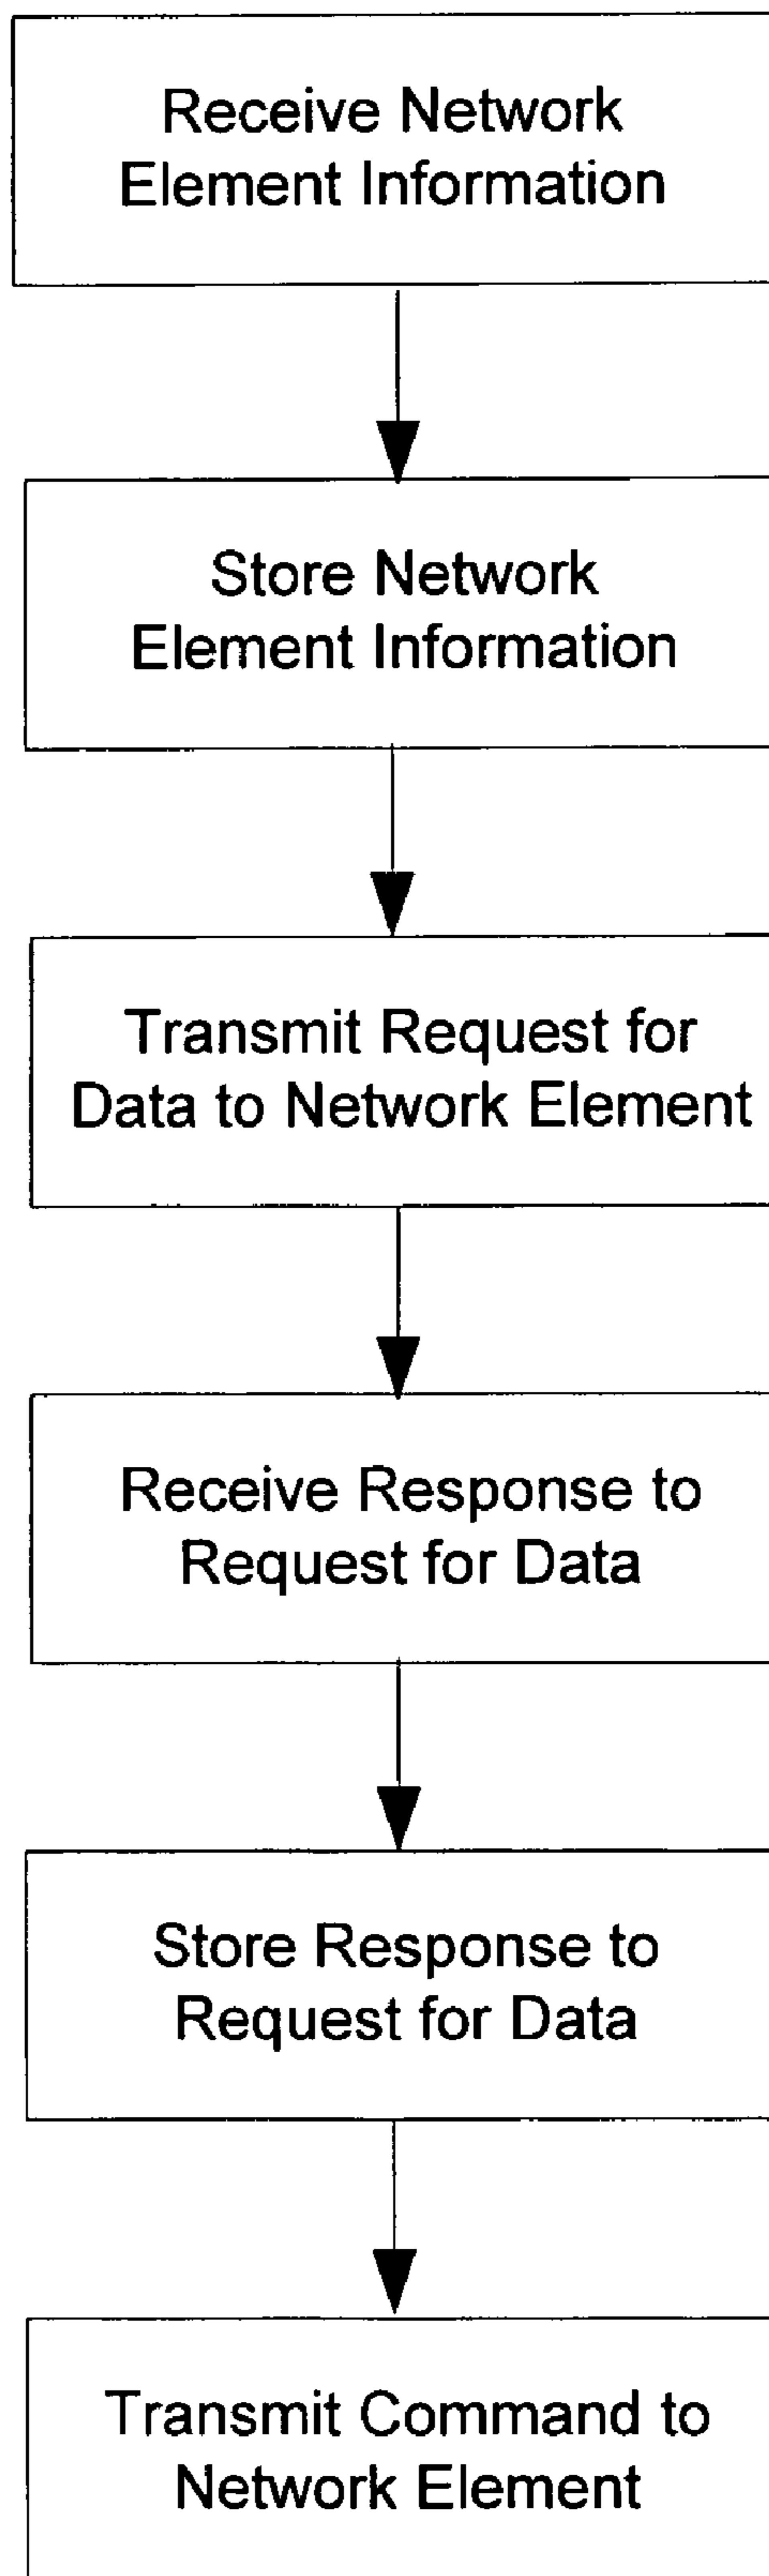 Receive Network
Element Information
Store Network
Element Information
Transmit Request for
Data to Network Element
Receive Response to
Request for Data
Store Response to
Request for Data
Transmit Command to
Network Element